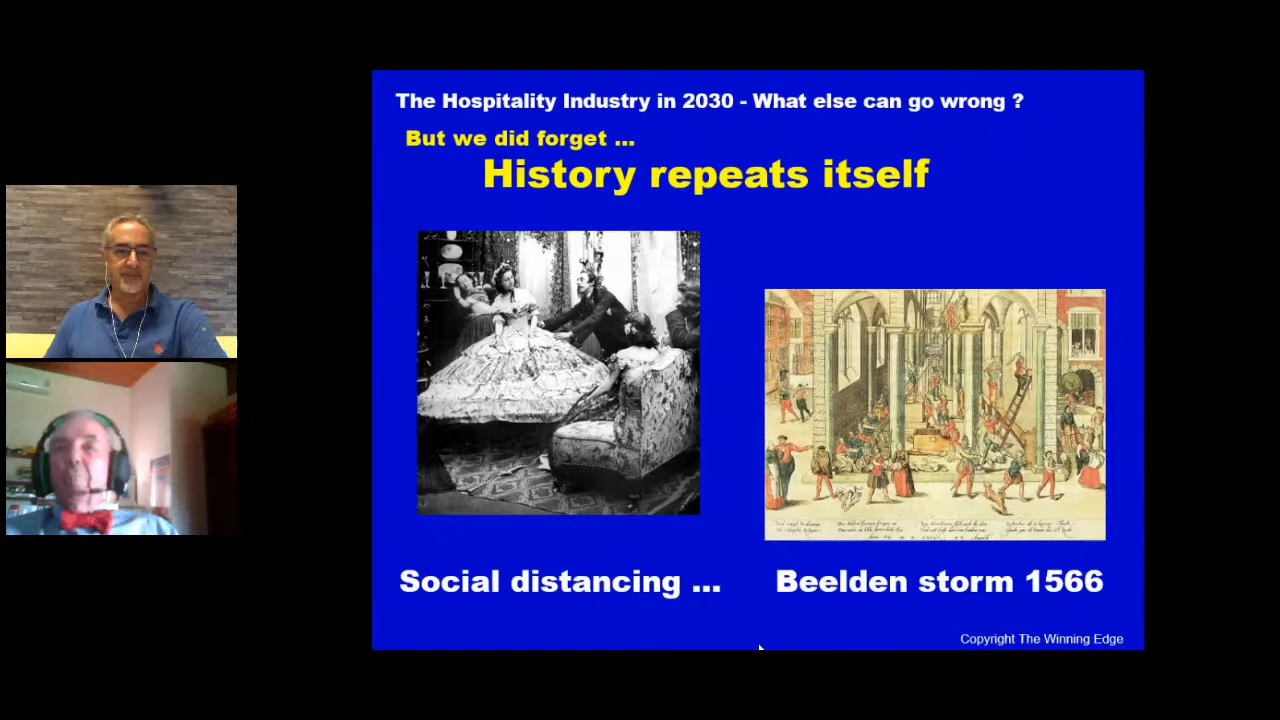 The Hospitality Industry in 2030 - What else can go wrong ?
But we did forget ...
History repeats itself
Social distancing ...
Beelden storm 1566
Copyright The Winning Edge